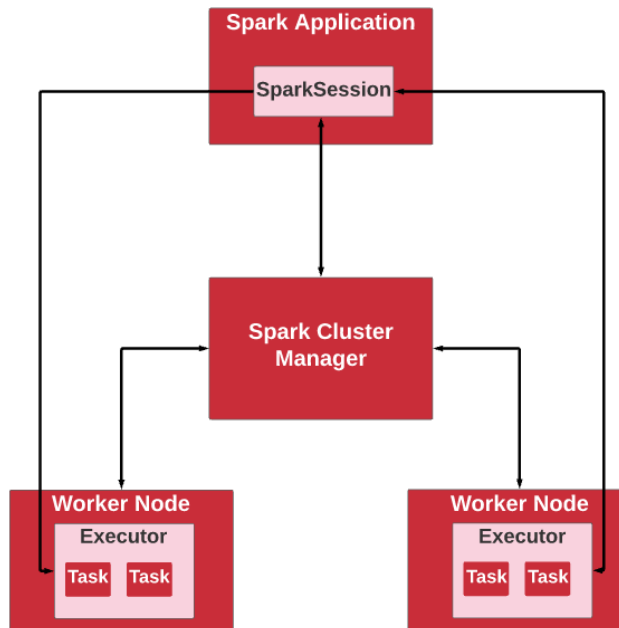 Spark Application
SparkSession
Spark Cluster
Manager
Worker Node
Executor
Task Task
Worker Node
Executor
Task Task